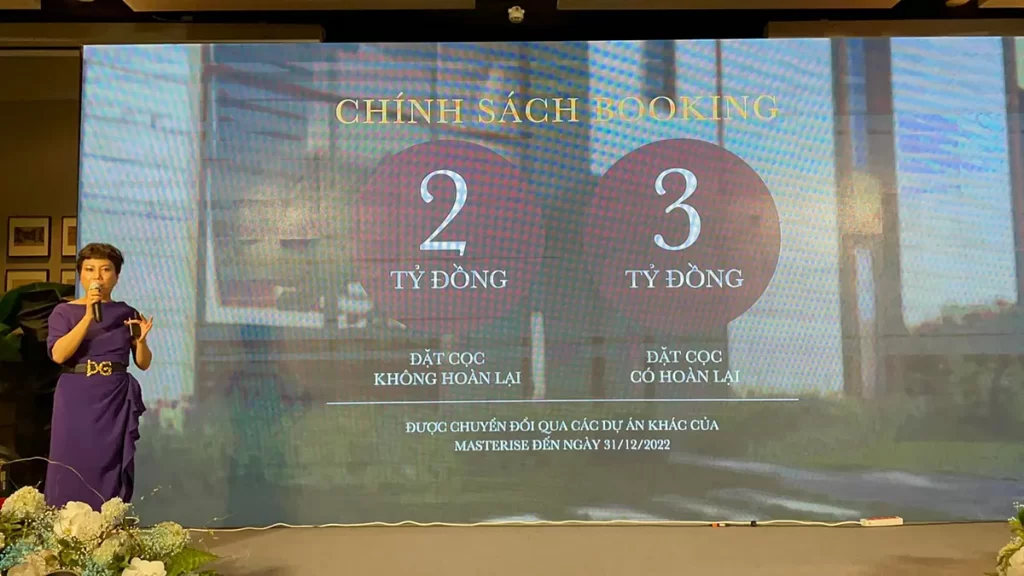 CHÍNH SÁCH BOOKING
2
TỶ ĐỒNG
ĐẶT CỌC
KHÔNG HOÀN LẠI
3
TỶ ĐỒNG
ĐẶT CỌC
CÓ HOÀN LẠI
ĐƯỢC CHUYỂN ĐỔI QUA CÁC DỰ ÁN KHÁC CỦA
MASTERISE ĐẾN NGÀY 31/12/2022
DG